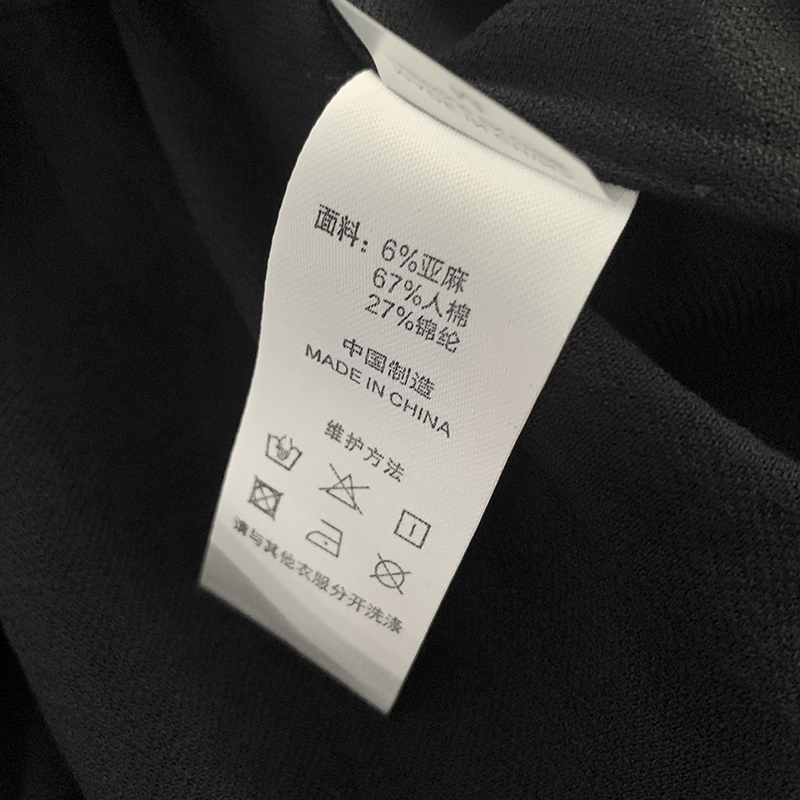 面料：6%亚麻
67%人棉
27%锦纶
中国制造
MADE IN CHINA
维护方法
请与其他衣服分开洗涤